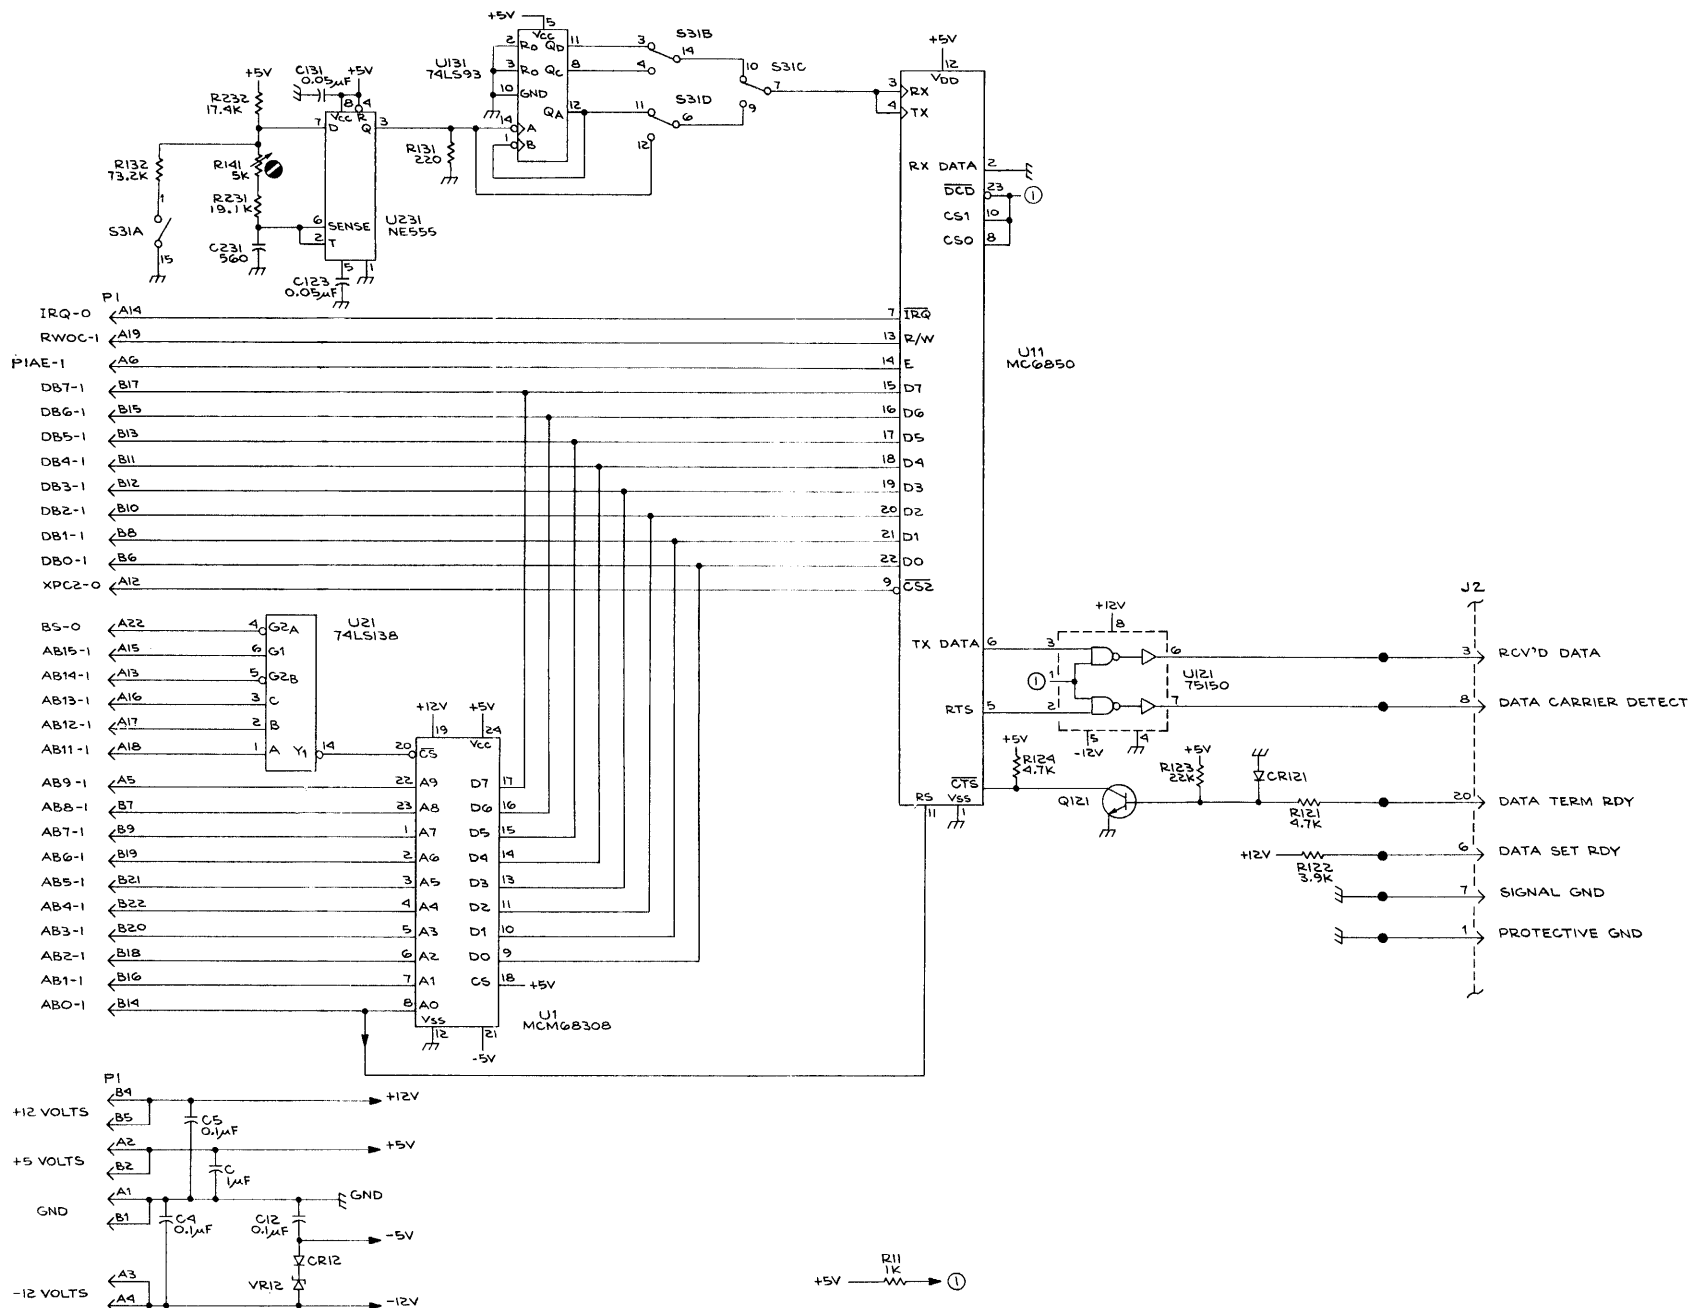 +5V
5
VCC
2 RO QD 11
U131
74LS93
3 RO QC 8
10 GND
QA 12
14 A
1 B
3 S31B
14
4
10 S31C
7
11 S31D
6
9
12
+5V
R232
17.4K
C131
0.05µF
+5V
8 4
VCC R
7 D Q 3
R131
220
R132
73.2K
R141
5K
R231
19.1K
1
S31A
15
6 SENSE
2 T
U231
NE555
C231
560
5 1
C123
0.05µF
+5V
12
VDD
3 RX
4 TX
RX DATA 2
DCD 23 1
CS1 10
CS0 8
P1
IRQ-0 A14 7 IRQ
RWOC-1 A19 13 R/W
PIAE-1 A6 14 E
U11
MC6850
DB7-1 B17 15 D7
DB6-1 B15 16 D6
DB5-1 B13 17 D5
DB4-1 B11 18 D4
DB3-1 B12 19 D3
DB2-1 B10 20 D2
DB1-1 B8 21 D1
DB0-1 B6 22 D0
XPC2-0 A12 9 CS2
BS-0 A22 4 G2A
U21
74LS138
AB15-1 A15 6 G1
AB14-1 A13 5 G2B
AB13-1 A16 3 C
AB12-1 A17 2 B
AB11-1 A18 1 A Y1 14 20 CS
+12V
19
+5V
24
VCC
AB9-1 A5 22 A9 D7 17
AB8-1 B7 23 A8 D6 16
AB7-1 B9 1 A7 D5 15
AB6-1 B19 2 A6 D4 14
AB5-1 B21 3 A5 D3 13
AB4-1 B22 4 A4 D2 11
AB3-1 B20 5 A3 D1 10
AB2-1 B18 6 A2 D0 9
AB1-1 B16 7 A1 CS 18 +5V
AB0-1 B14 8 A0
VSS
12
21
-5V
U1
MCM68308
TX DATA 6
RTS 5
CTS
RS
11
VSS
1
+12V
8
3 6
1 1
2 7
U121
75150
5
-12V
4
+5V
R124
4.7K
Q121
+5V
R123
22K
CR121
R121
4.7K
+12V
R122
3.9K
J2
3 RCV'D DATA
8 DATA CARRIER DETECT
20 DATA TERM RDY
6 DATA SET RDY
7 SIGNAL GND
1 PROTECTIVE GND
P1
+12 VOLTS B4 +12V
B5
C5
0.1µF
+5 VOLTS A2 +5V
B2
C
1µF
GND A1 GND
B1
C4
0.1µF
C12
0.1µF
-5V
CR12
VR12
-12 VOLTS A3
A4 -12V
R11
1K
+5V 1